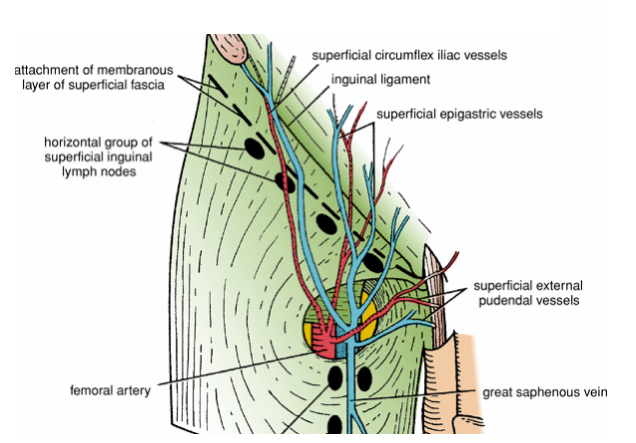 superficial circumflex iliac vessels
attachment of membranous
layer of superficial fascia
inguinal ligament
superficial epigastric vessels
horizontal group of
superficial inguinal
lymph nodes
superficial external
pudendal vessels
femoral artery
great saphenous vein